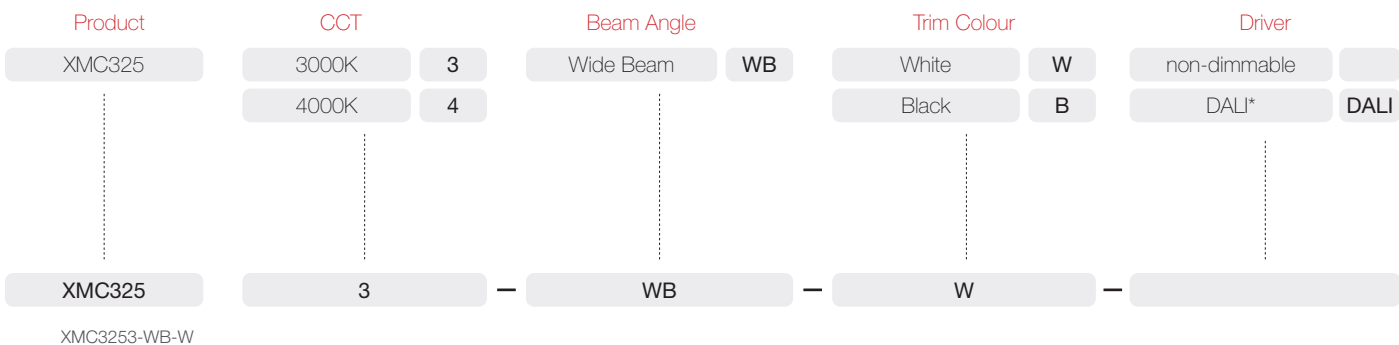 Product CCT Beam Angle Trim Colour Driver
XMC325 3000K 3 Wide Beam WB White W non-dimmable
4000K 4 Black B DALI* DALI
XMC325 3 – WB – W –
XMC3253-WB-W